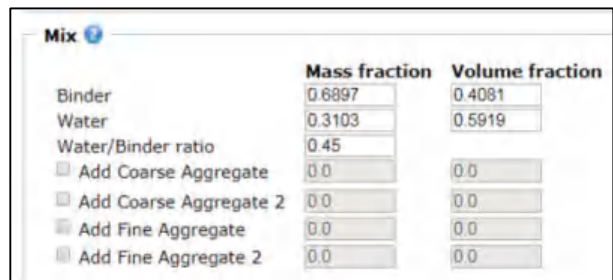 Mix ?
Mass fraction Volume fraction
Binder 0.6897 0.4081
Water 0.3103 0.5919
Water/Binder ratio 0.45
Add Coarse Aggregate 0.0 0.0
Add Coarse Aggregate 2 0.0 0.0
Add Fine Aggregate 0.0 0.0
Add Fine Aggregate 2 0.0 0.0